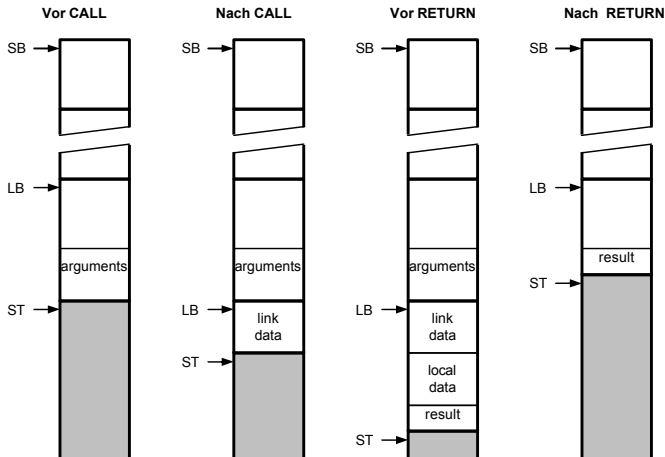 Vor CALL
Nach CALL
Vor RETURN
Nach RETURN
SB
SB
SB
SB
LB
LB
arguments
arguments
arguments
result
ST
LB
LB
ST
link
data
link
data
ST
local
data
result
ST